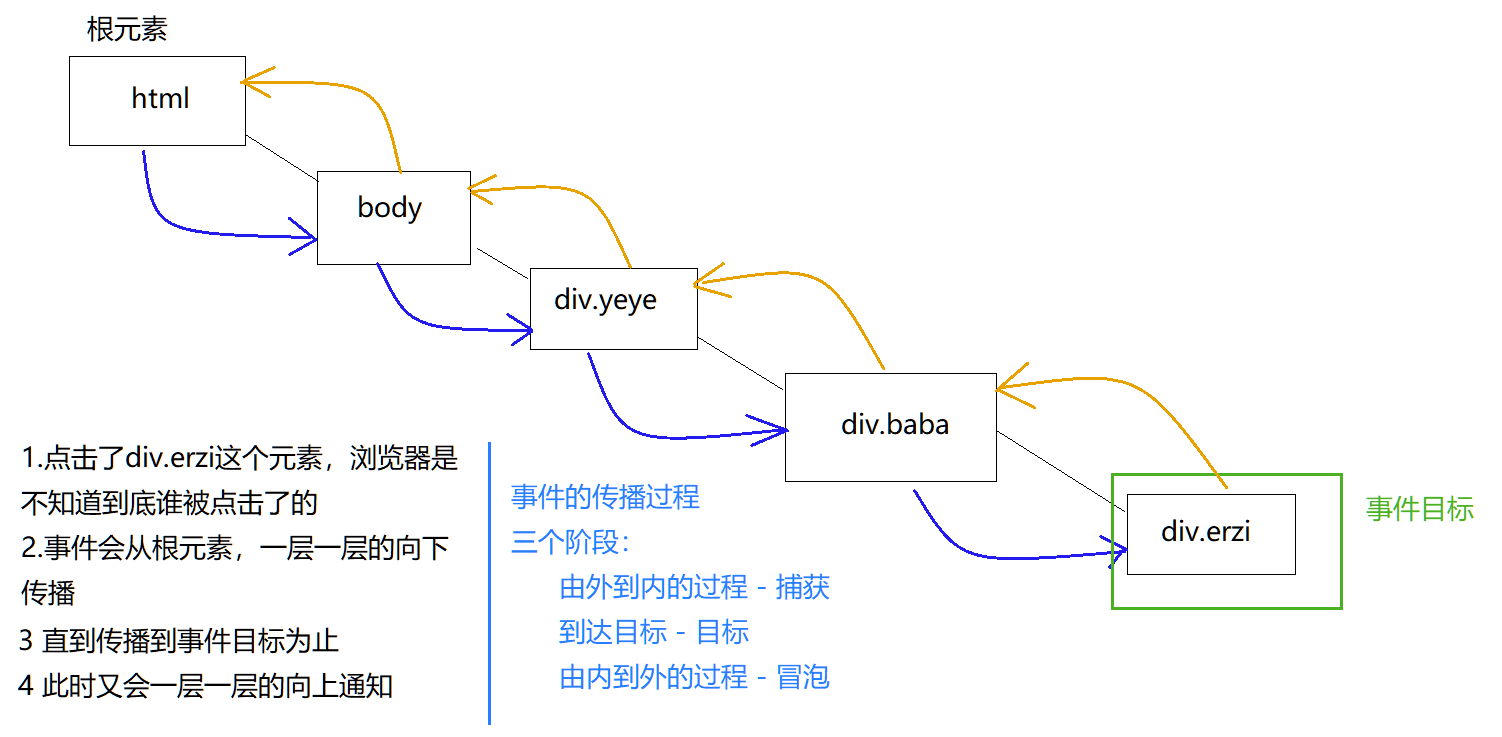 根元素
html
body
div.yeye
div.baba
div.erzi
事件目标
1.点击了div.erzi这个元素，浏览器是
不知道到底谁被点击了的
2.事件会从根元素，一层一层的向下
传播
3 直到传播到事件目标为止
4 此时又会一层一层的向上通知
事件的传播过程
三个阶段：
由外到内的过程 - 捕获
到达目标 - 目标
由内到外的过程 - 冒泡